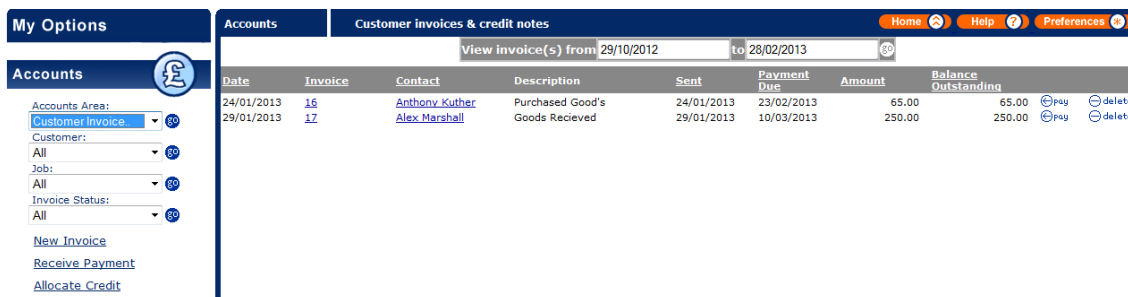 My Options
Accounts
Customer invoices & credit notes
Home
Help ?
Preferences
View invoice(s) from 29/10/2012 to 28/02/2013 go
Accounts £
Date Invoice Contact Description Sent Payment Due Amount Balance Outstanding
24/01/2013 16 Anthony Kuther Purchased Good's 24/01/2013 23/02/2013 65.00 65.00 pay delet
29/01/2013 17 Alex Marshall Goods Recieved 29/01/2013 10/03/2013 250.00 250.00 pay delet
Accounts Area:
Customer Invoice.. go
Customer:
All go
Job:
All go
Invoice Status:
All go
New Invoice
Receive Payment
Allocate Credit